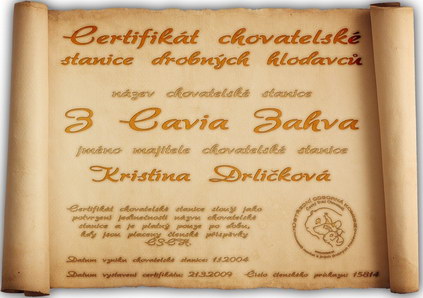 Certifikát chovatelské
stanice drobných hlodavců
název chovatelské stanice
Z Cavia Zahva
jméno majitele chovatelské stanice
Kristina Drličková
Certifikát chovatelské stanice slouží jako
potvrzení jedinečnosti názvu chovatelské
stanice a je platný pouze po dobu,
kdy jsou placeny členské příspěvky
ČSCH.
Datum vzniku chovatelské stanice: 1.1.2004
Datum vystavení certifikátu: 21.3.2009 Číslo členského průkazu: 15814